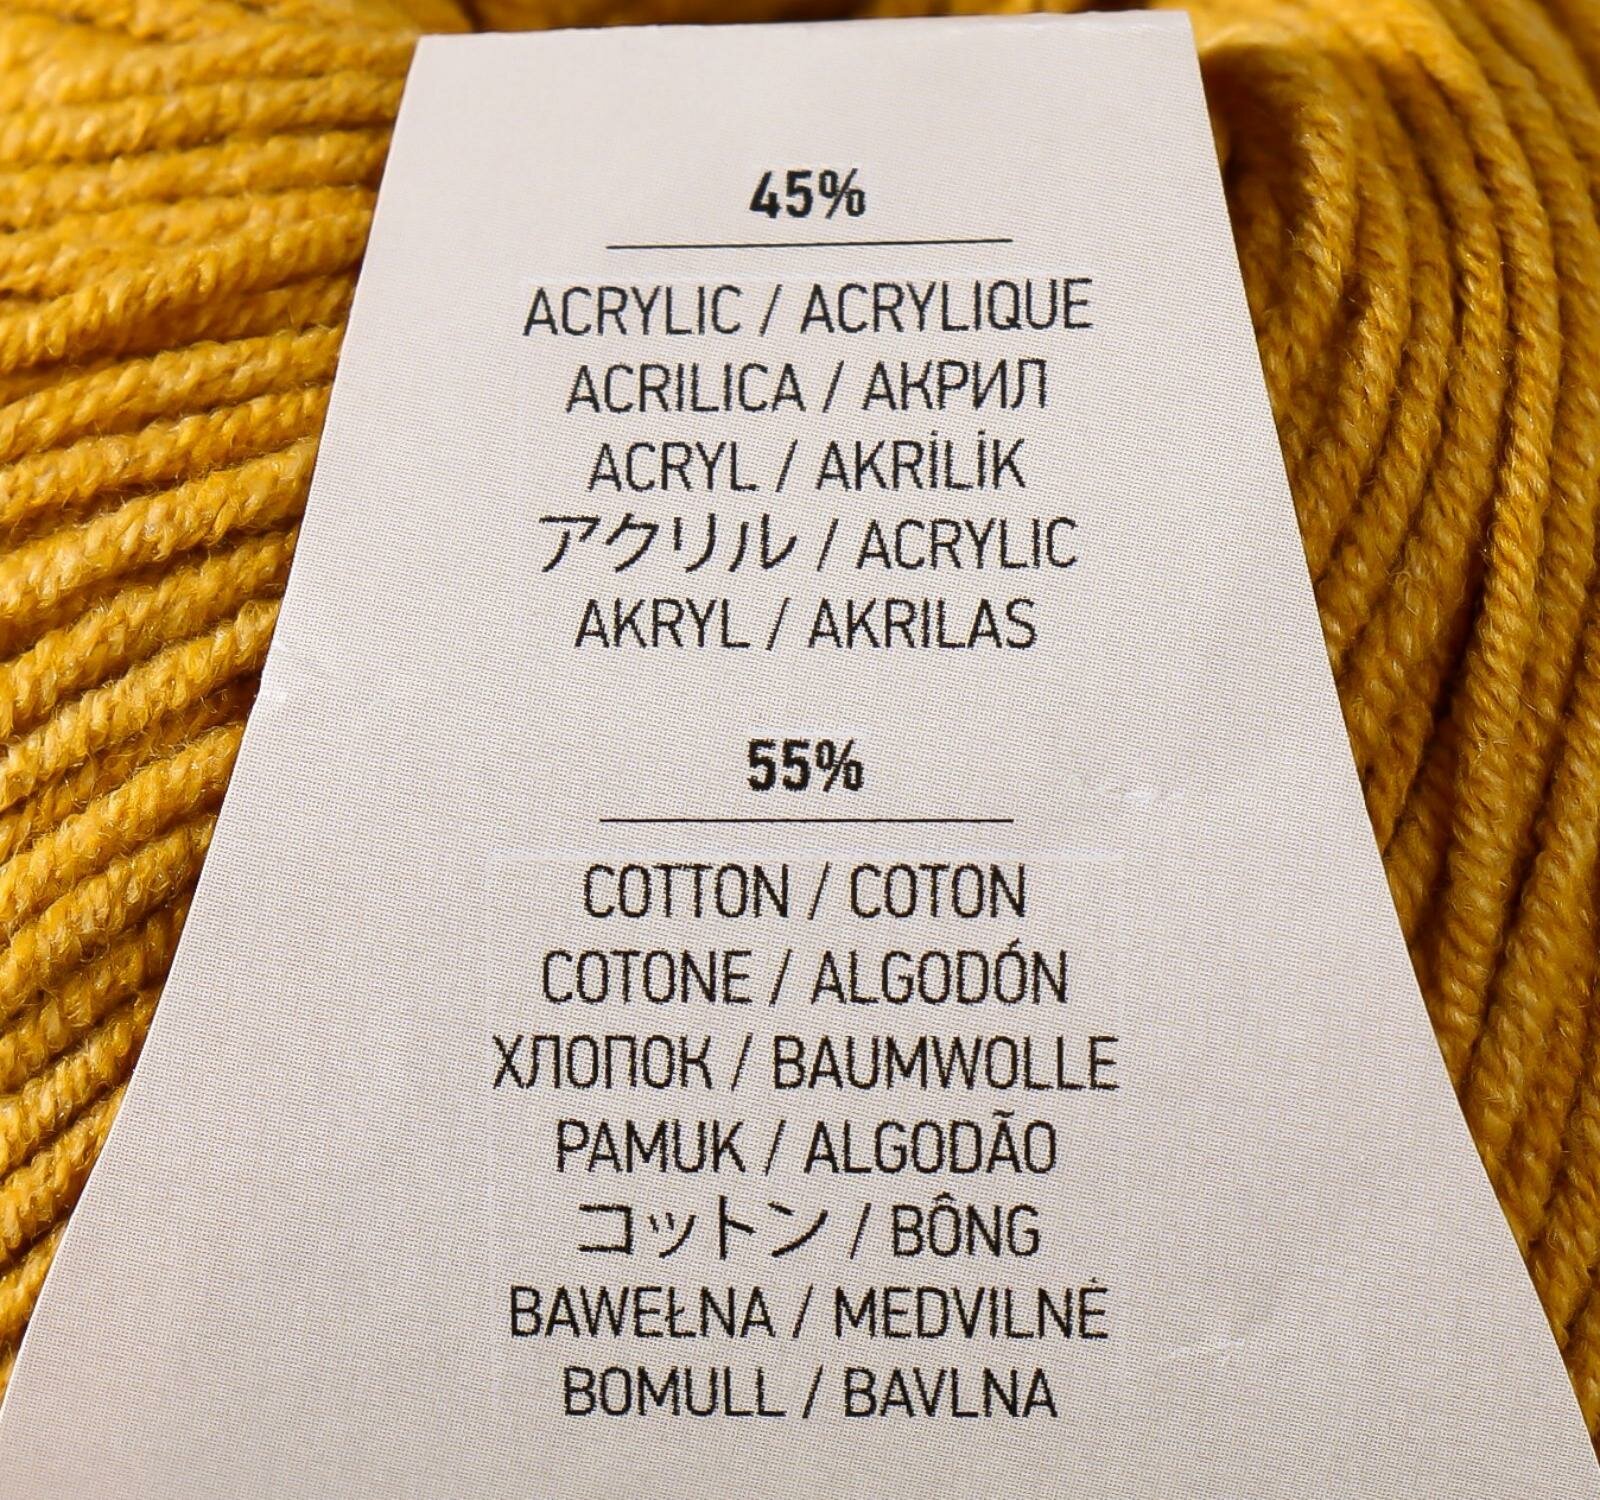 45%
ACRYLIC / ACRYLIQUE
ACRILICA / АКРИЛ
ACRYL / AKRİLİK
アクリル / ACRYLIC
AKRYL / AKRILAS
55%
COTTON / COTON
COTONE / ALGODÓN
ХЛОПОК / BAUMWOLLE
PAMUK / ALGODÃO
コットン / BÔNG
BAWEŁNA / MEDVILNĖ
BOMULL / BAVLNA